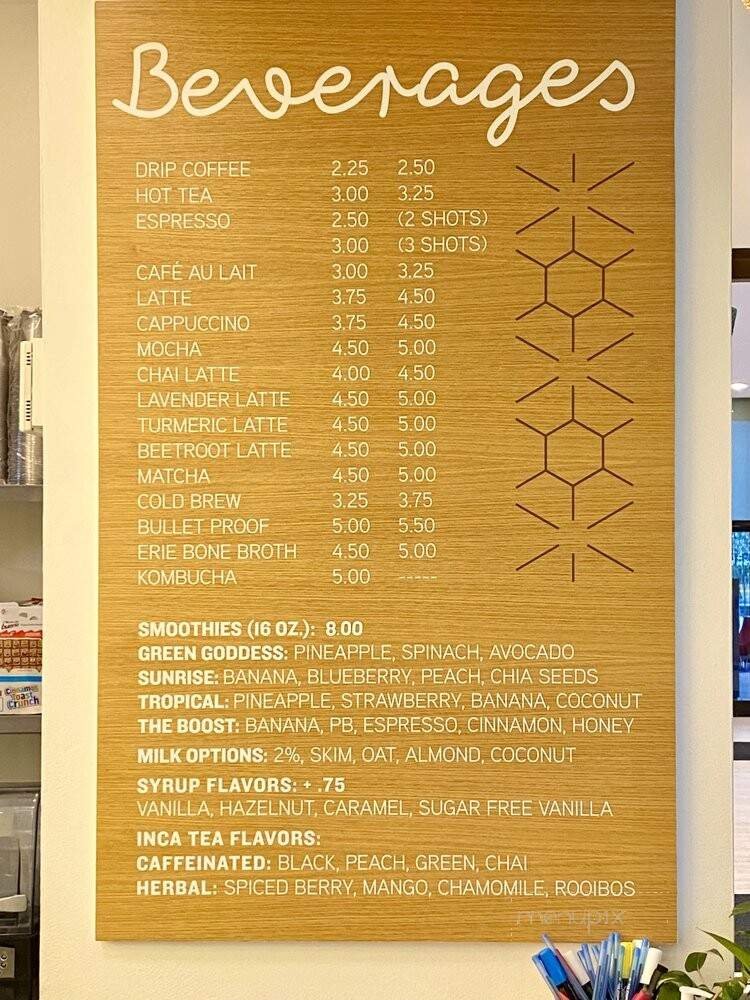 Beverages
DRIP COFFEE 2.25 2.50
HOT TEA 3.00 3.25
ESPRESSO 2.50 (2 SHOTS)
3.00 (3 SHOTS)
CAFÉ AU LAIT 3.00 3.25
LATTE 3.75 4.50
CAPPUCCINO 3.75 4.50
MOCHA 4.50 5.00
CHAI LATTE 4.00 4.50
LAVENDER LATTE 4.50 5.00
TURMERIC LATTE 4.50 5.00
BEETROOT LATTE 4.50 5.00
MATCHA 4.50 5.00
COLD BREW 3.25 3.75
BULLET PROOF 5.00 5.50
ERIE BONE BROTH 4.50 5.00
KOMBUCHA 5.00 -----
SMOOTHIES (16 OZ.): 8.00
GREEN GODDESS: PINEAPPLE, SPINACH, AVOCADO
SUNRISE: BANANA, BLUEBERRY, PEACH, CHIA SEEDS
TROPICAL: PINEAPPLE, STRAWBERRY, BANANA, COCONUT
THE BOOST: BANANA, PB, ESPRESSO, CINNAMON, HONEY
MILK OPTIONS: 2%, SKIM, OAT, ALMOND, COCONUT
SYRUP FLAVORS: + .75
VANILLA, HAZELNUT, CARAMEL, SUGAR FREE VANILLA
INCA TEA FLAVORS:
CAFFEINATED: BLACK, PEACH, GREEN, CHAI
HERBAL: SPICED BERRY, MANGO, CHAMOMILE, ROOIBOS
menupix
Cinnamon
Toast
Crunch